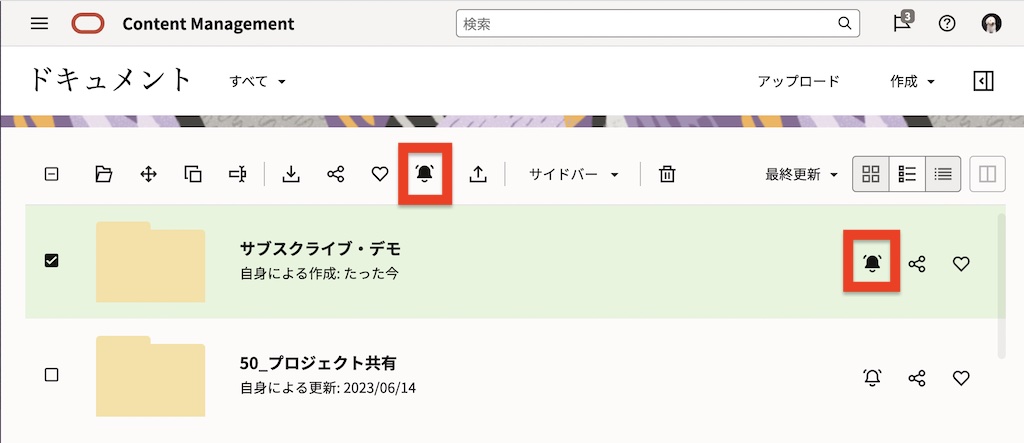 Content Management
検索
3
ドキュメント
すべて
アップロード
作成
サイドバー
最終更新
サブスクライブ・デモ
自身による作成: たった今
50_プロジェクト共有
自身による更新: 2023/06/14